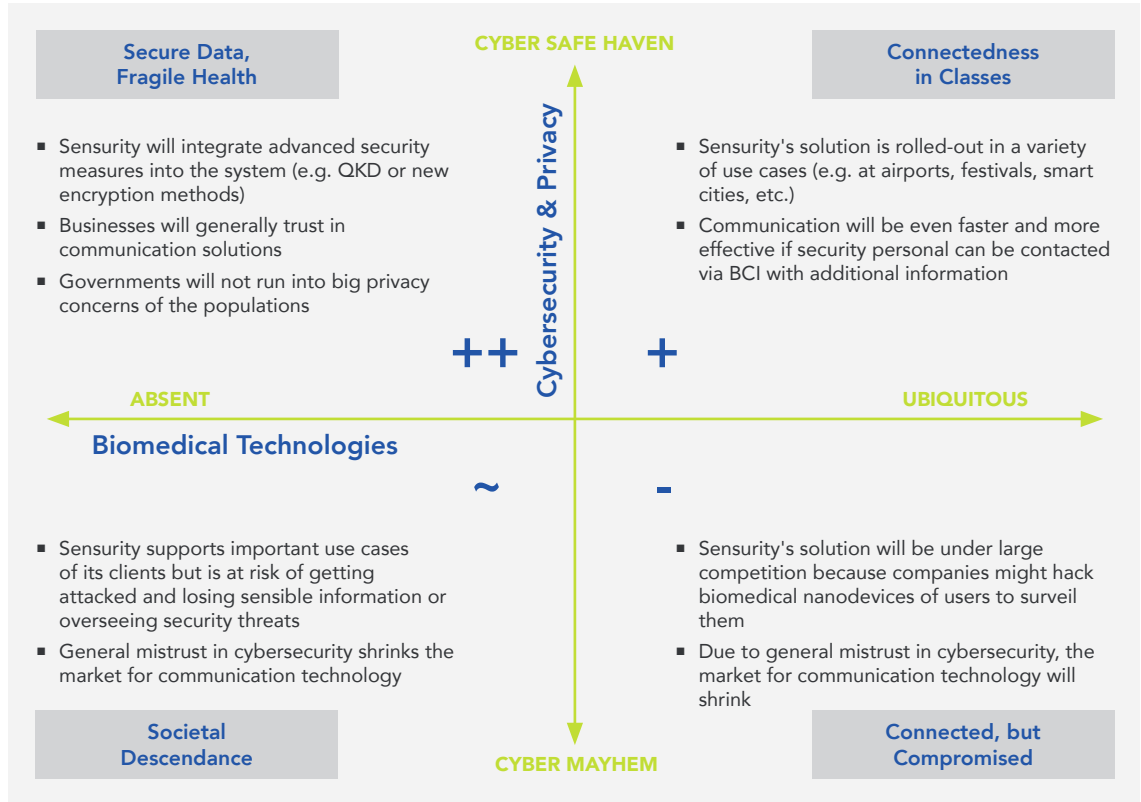 CYBER SAFE HAVEN
Secure Data,
Fragile Health
▪ Sensurity will integrate advanced security
measures into the system (e.g. QKD or new
encryption methods)
▪ Businesses will generally trust in
communication solutions
▪ Governments will not run into big privacy
concerns of the populations
++
Cybersecurity & Privacy
Connectedness
in Classes
▪ Sensurity's solution is rolled-out in a variety
of use cases (e.g. at airports, festivals, smart
cities, etc.)
▪ Communication will be even faster and more
effective if security personal can be contacted
via BCI with additional information
+
ABSENT
UBIQUITOUS
Biomedical Technologies
~
▪ Sensurity supports important use cases
of its clients but is at risk of getting
attacked and losing sensible information or
overseeing security threats
▪ General mistrust in cybersecurity shrinks the
market for communication technology
Societal
Descendance
-
▪ Sensurity's solution will be under large
competition because companies might hack
biomedical nanodevices of users to surveil
them
▪ Due to general mistrust in cybersecurity, the
market for communication technology will
shrink
Connected, but
Compromised
CYBER MAYHEM